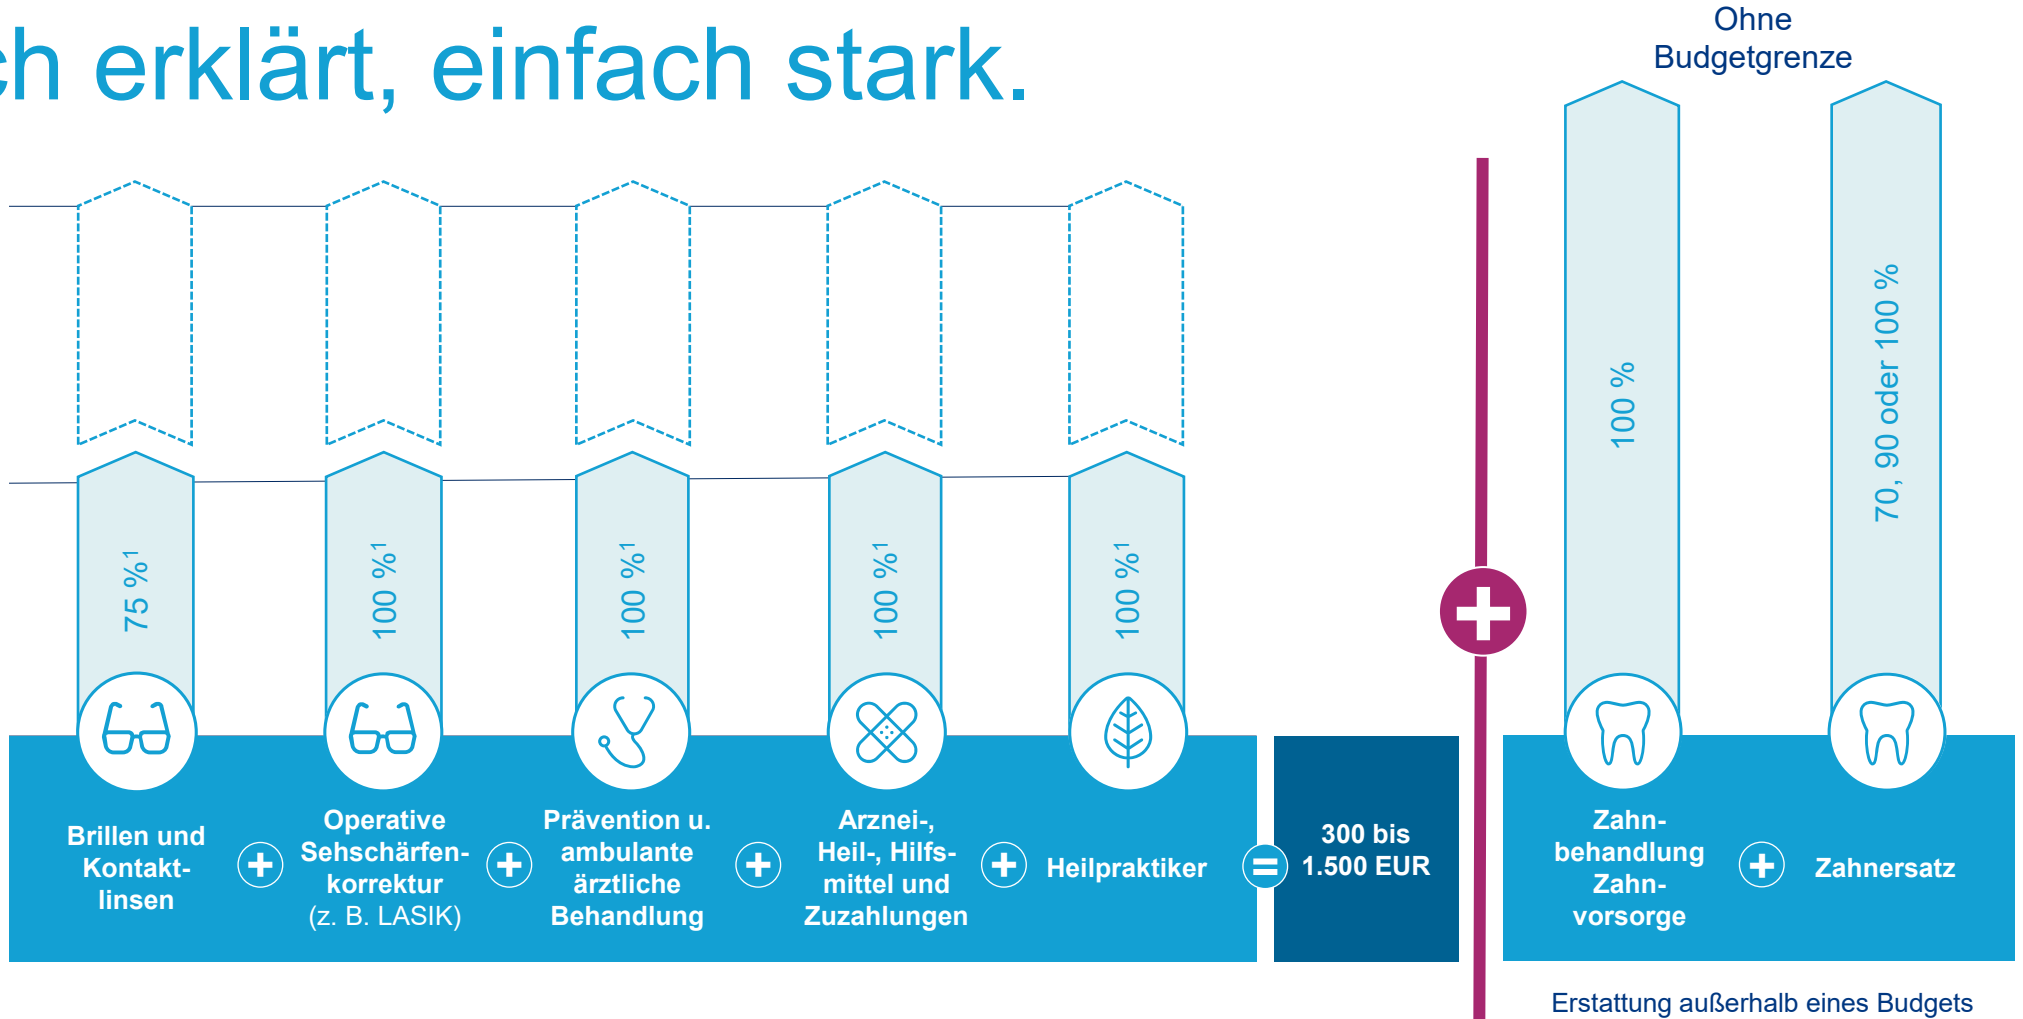 ch erklärt, einfach stark.
Ohne
Budgetgrenze
75 %¹
100 %¹
100 %¹
100 %¹
100 %¹
100 %
70, 90 oder 100 %
Brillen und
Kontakt-
linsen
Operative
Sehschärfen-
korrektur
(z. B. LASIK)
Prävention u.
ambulante
ärztliche
Behandlung
Arznei-,
Heil-, Hilfs-
mittel und
Zuzahlungen
Heilpraktiker
300 bis
1.500 EUR
Zahn-
behandlung
Zahn-
vorsorge
Zahnersatz
Erstattung außerhalb eines Budgets